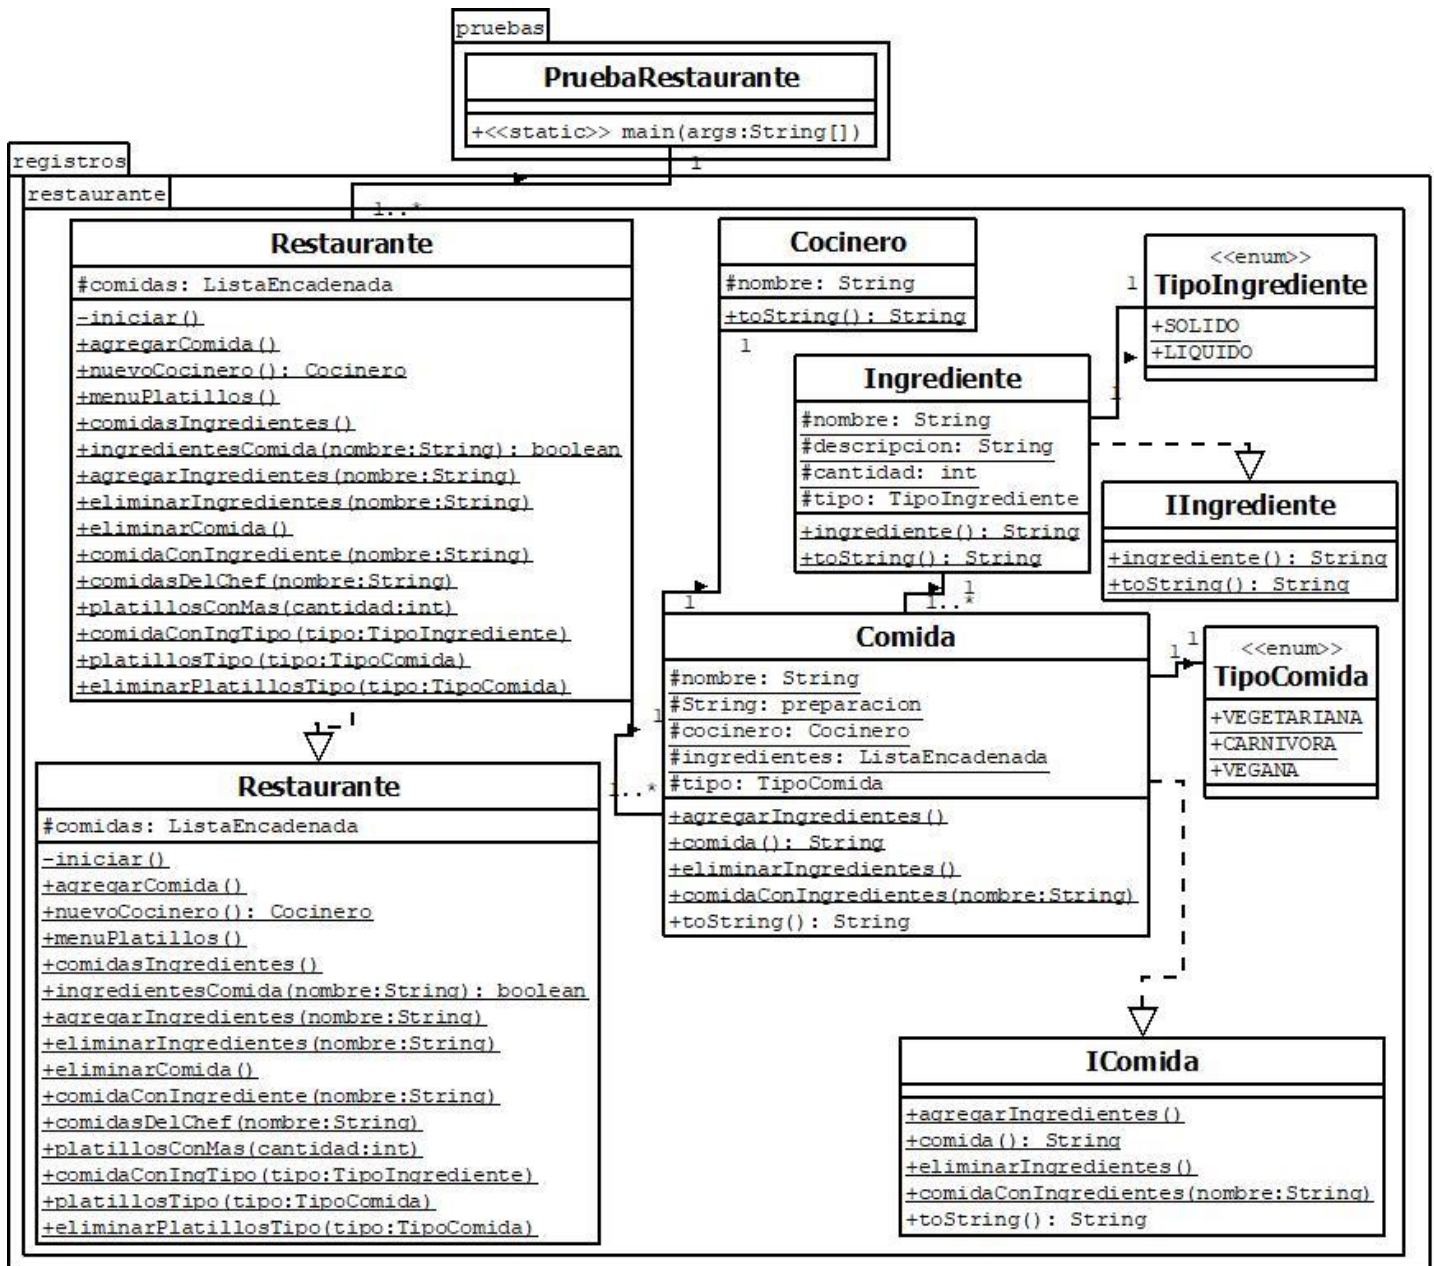 pruebas
PruebaRestaurante
+<<static>> main(args:String[])
1
registros
restaurante
1..*
Restaurante
#comidas: ListaEncadenada
-iniciar()
+agregarComida()
+nuevoCocinero(): Cocinero
+menuPlatillos()
+comidasIngredientes()
+ingredientesComida(nombre:String): boolean
+agregarIngredientes(nombre:String)
+eliminarIngredientes(nombre:String)
+eliminarComida()
+comidaConIngrediente(nombre:String)
+comidasDelChef(nombre:String)
+platillosConMas(cantidad:int)
+comidaConIngTipo(tipo:TipoIngrediente)
+platillosTipo(tipo:TipoComida)
+eliminarPlatillosTipo(tipo:TipoComida)
1
1..*
Restaurante
#comidas: ListaEncadenada
-iniciar()
+agregarComida()
+nuevoCocinero(): Cocinero
+menuPlatillos()
+comidasIngredientes()
+ingredientesComida(nombre:String): boolean
+agregarIngredientes(nombre:String)
+eliminarIngredientes(nombre:String)
+eliminarComida()
+comidaConIngrediente(nombre:String)
+comidasDelChef(nombre:String)
+platillosConMas(cantidad:int)
+comidaConIngTipo(tipo:TipoIngrediente)
+platillosTipo(tipo:TipoComida)
+eliminarPlatillosTipo(tipo:TipoComida)
Cocinero
#nombre: String
+toString(): String
1
1
Ingrediente
#nombre: String
#descripcion: String
#cantidad: int
#tipo: TipoIngrediente
+ingrediente(): String
+toString(): String
1
1..*
1
1
<<enum>>
TipoIngrediente
+SOLIDO
+LIQUIDO
IIngrediente
+ingrediente(): String
+toString(): String
Comida
#nombre: String
#String: preparacion
#cocinero: Cocinero
#ingredientes: ListaEncadenada
#tipo: TipoComida
+agregarIngredientes()
+comida(): String
+eliminarIngredientes()
+comidaConIngredientes(nombre:String)
+toString(): String
1
1
<<enum>>
TipoComida
+VEGETARIANA
+CARNIVORA
+VEGANA
IComida
+agregarIngredientes()
+comida(): String
+eliminarIngredientes()
+comidaConIngredientes(nombre:String)
+toString(): String